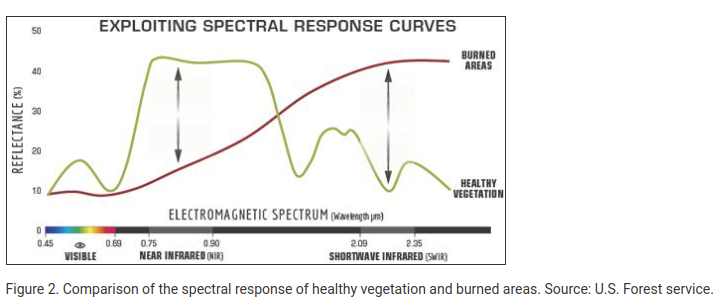 EXPLOITING SPECTRAL RESPONSE CURVES
50
40
30
20
10
0
REFLECTANCE (%)
BURNED
AREAS
HEALTHY
VEGETATION
ELECTROMAGNETIC SPECTRUM (Wavelength µm)
0.45 0.69 0.75 0.90 2.09 2.35
VISIBLE NEAR INFRARED (NIR) SHORTWAVE INFRARED (SWIR)
Figure 2. Comparison of the spectral response of healthy vegetation and burned areas. Source: U.S. Forest service.